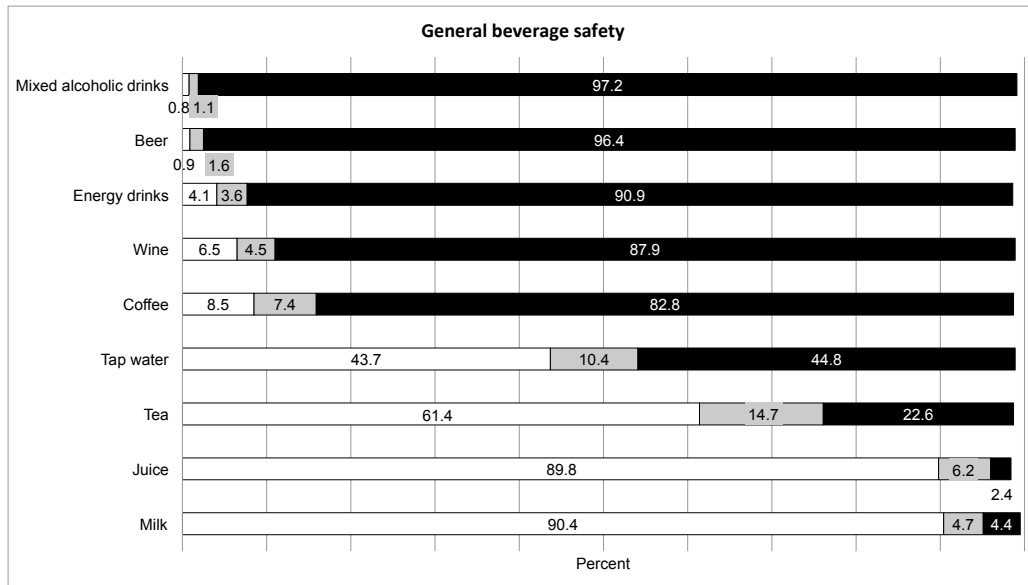 General beverage safety
Mixed alcoholic drinks 97.2
0.8 1.1
Beer 96.4
0.9 1.6
Energy drinks 4.1 3.6 90.9
Wine 6.5 4.5 87.9
Coffee 8.5 7.4 82.8
Tap water 43.7 10.4 44.8
Tea 61.4 14.7 22.6
Juice 89.8 6.2
2.4
Milk 90.4 4.7 4.4
Percent